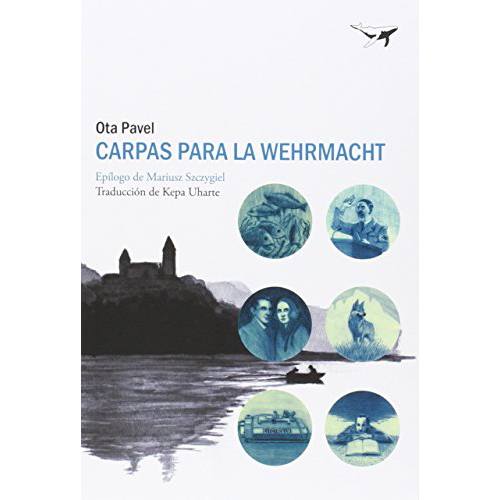 Ota Pavel
CARPAS PARA LA WEHRMACHT
Epílogo de Mariusz Szczygiel
Traducción de Kepa Uharte